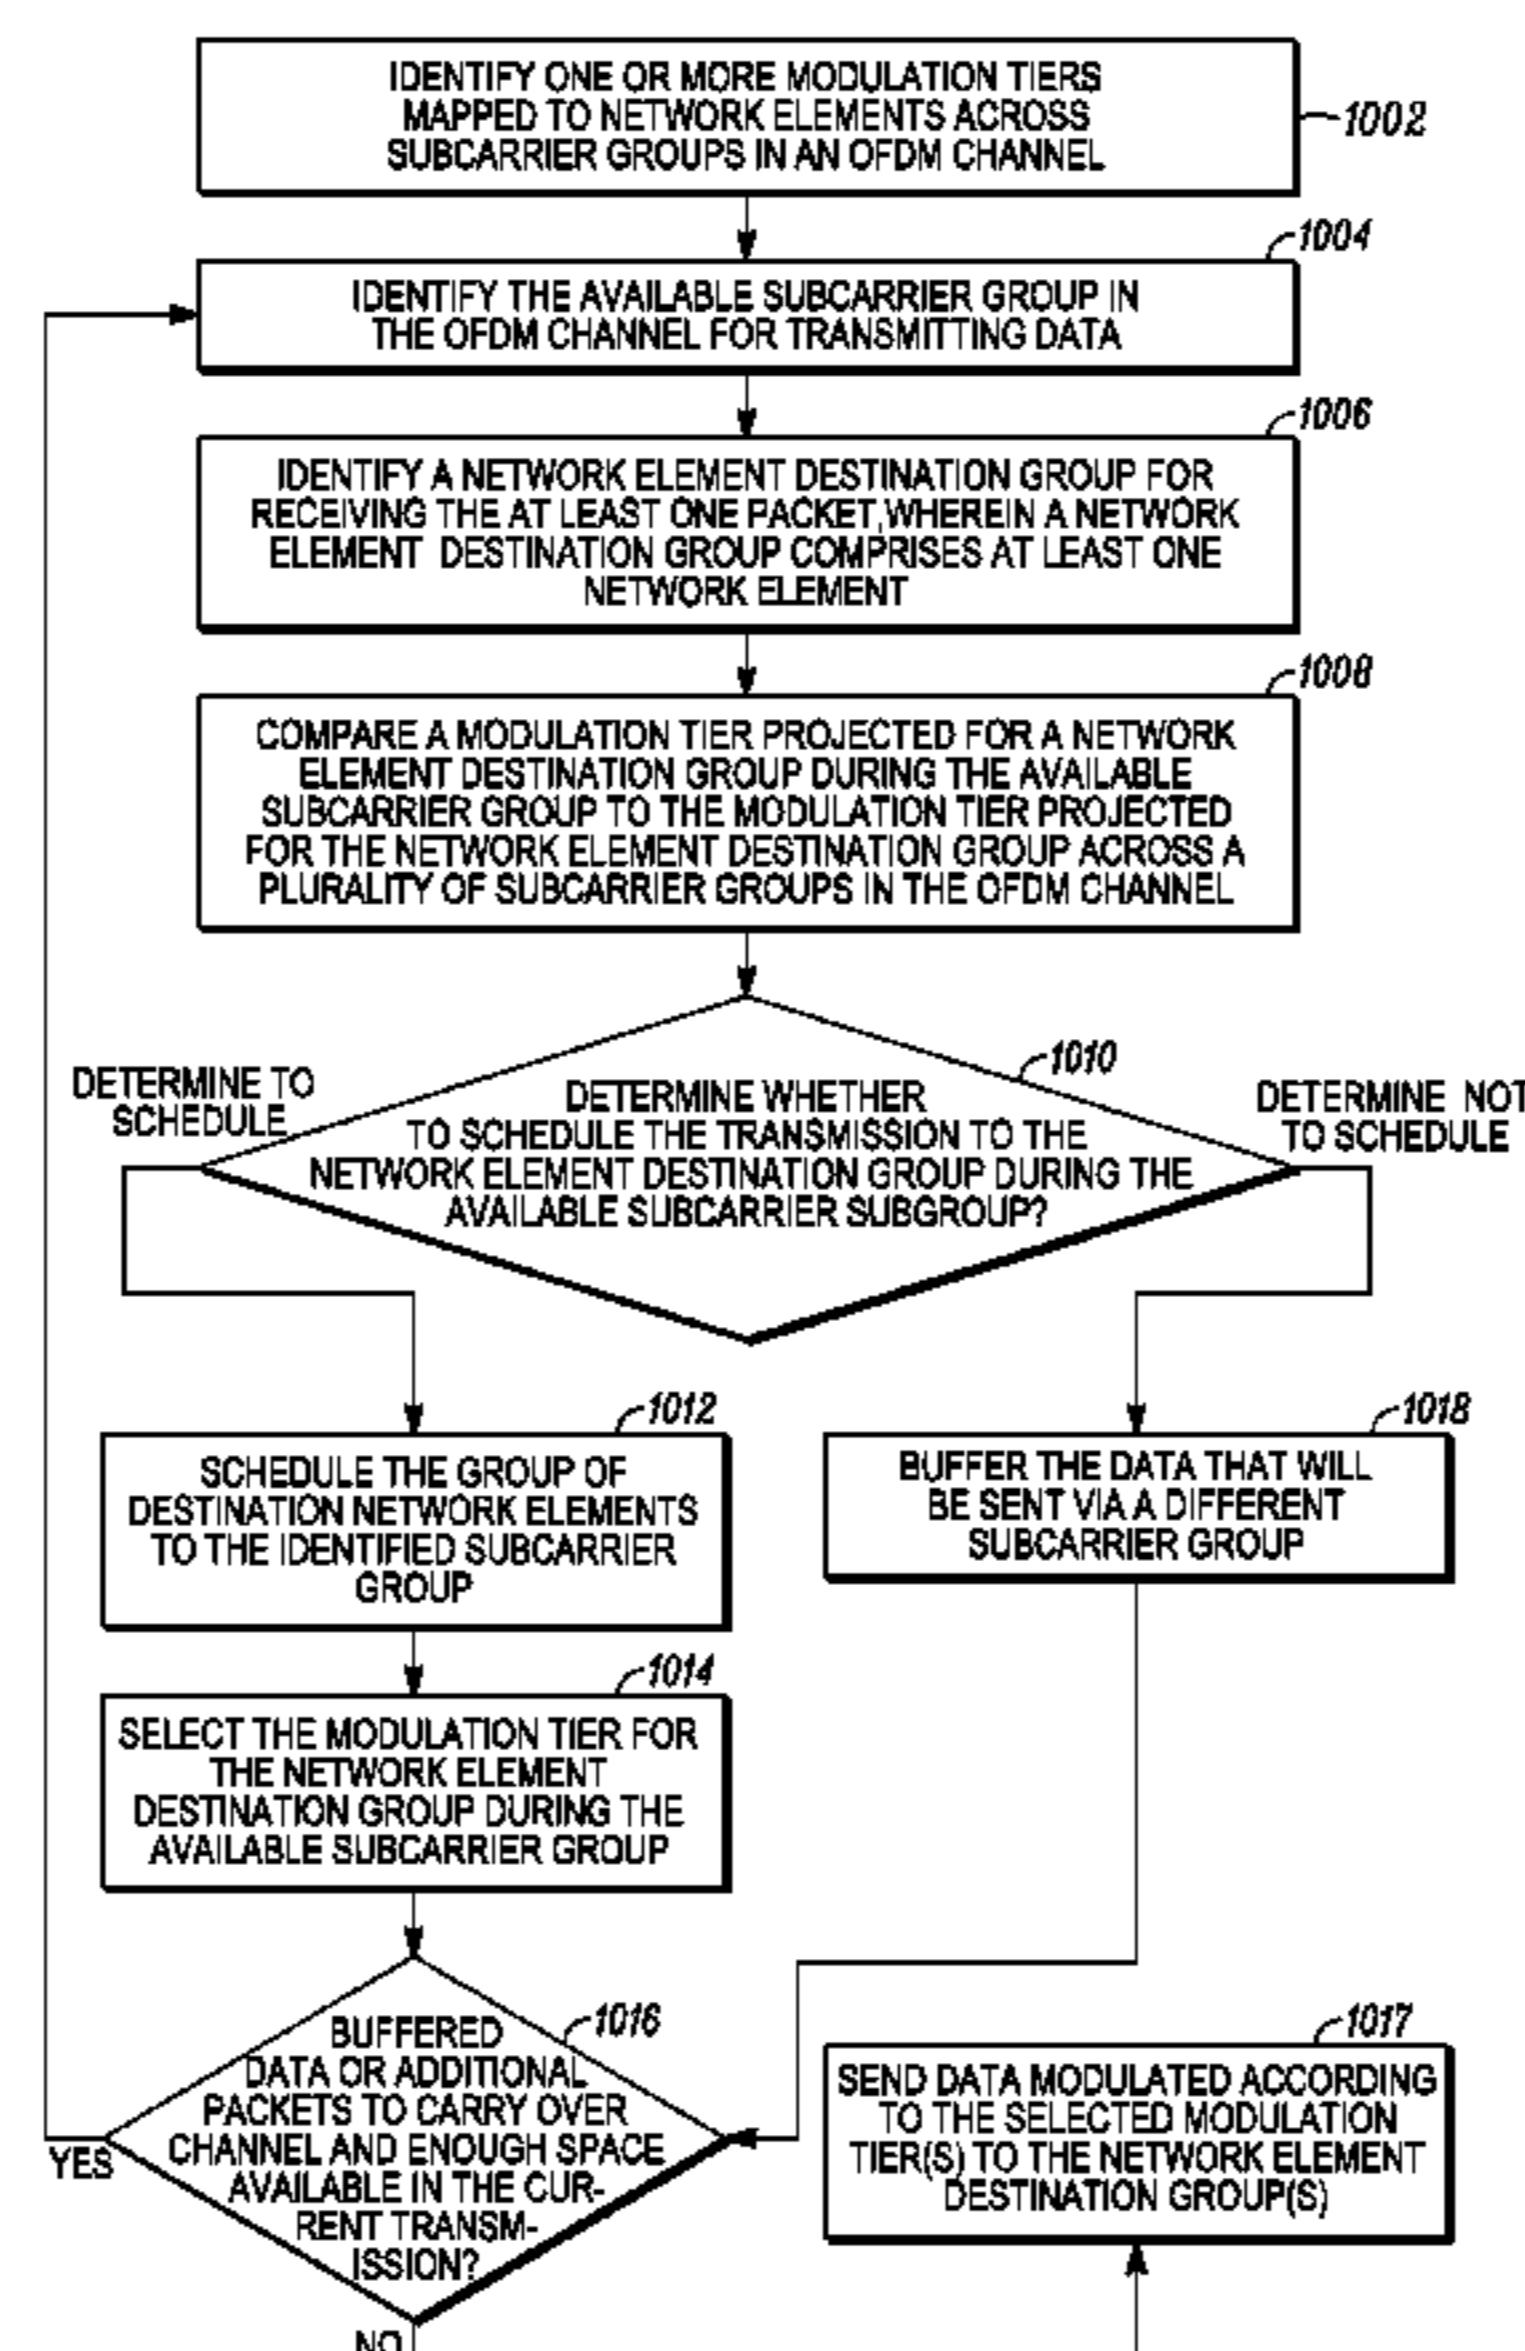 IDENTIFY ONE OR MORE MODULATION TIERS
MAPPED TO NETWORK ELEMENTS ACROSS
SUBCARRIER GROUPS IN AN OFDM CHANNEL
1002
1004
IDENTIFY THE AVAILABLE SUBCARRIER GROUP IN
THE OFDM CHANNEL FOR TRANSMITTING DATA
1006
IDENTIFY A NETWORK ELEMENT DESTINATION GROUP FOR
RECEIVING THE AT LEAST ONE PACKET, WHEREIN A NETWORK
ELEMENT DESTINATION GROUP COMPRISES AT LEAST ONE
NETWORK ELEMENT
1008
COMPARE A MODULATION TIER PROJECTED FOR A NETWORK
ELEMENT DESTINATION GROUP DURING THE AVAILABLE
SUBCARRIER GROUP TO THE MODULATION TIER PROJECTED
FOR THE NETWORK ELEMENT DESTINATION GROUP ACROSS A
PLURALITY OF SUBCARRIER GROUPS IN THE OFDM CHANNEL
1010
DETERMINE TO
SCHEDULE
DETERMINE WHETHER
TO SCHEDULE THE TRANSMISSION TO THE
NETWORK ELEMENT DESTINATION GROUP DURING THE
AVAILABLE SUBCARRIER SUBGROUP?
DETERMINE NOT
TO SCHEDULE
1012
SCHEDULE THE GROUP OF
DESTINATION NETWORK ELEMENTS
TO THE IDENTIFIED SUBCARRIER
GROUP
1018
BUFFER THE DATA THAT WILL
BE SENT VIA A DIFFERENT
SUBCARRIER GROUP
1014
SELECT THE MODULATION TIER FOR
THE NETWORK ELEMENT
DESTINATION GROUP DURING THE
AVAILABLE SUBCARRIER GROUP
1016
BUFFERED
DATA OR ADDITIONAL
PACKETS TO CARRY OVER
CHANNEL AND ENOUGH SPACE
AVAILABLE IN THE CUR-
RENT TRANSM-
ISSION?
YES
NO
1017
SEND DATA MODULATED ACCORDING
TO THE SELECTED MODULATION
TIER(S) TO THE NETWORK ELEMENT
DESTINATION GROUP(S)